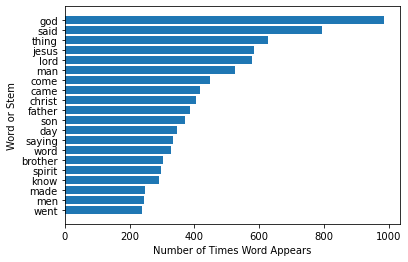 god
said
thing
jesus
lord
man
come
came
christ
father
son
day
saying
word
brother
spirit
know
made
men
went
Word or Stem
0 200 400 600 800 1000
Number of Times Word Appears